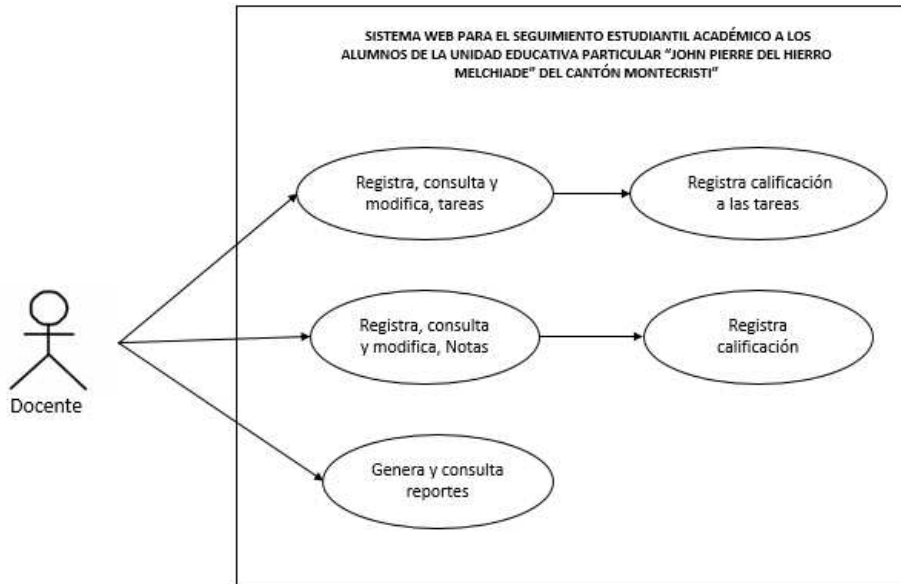 SISTEMA WEB PARA EL SEGUIMIENTO ESTUDIANTIL ACADÉMICO A LOS
ALUMNOS DE LA UNIDAD EDUCATIVA PARTICULAR "JOHN PIERRE DEL HIERRO
MELCHIADE" DEL CANTÓN MONTECRISTI"
Registra, consulta y
modifica, tareas
Registra calificación
a las tareas
Registra, consulta
y modifica, Notas
Registra
calificación
Docente
Genera y consulta
reportes